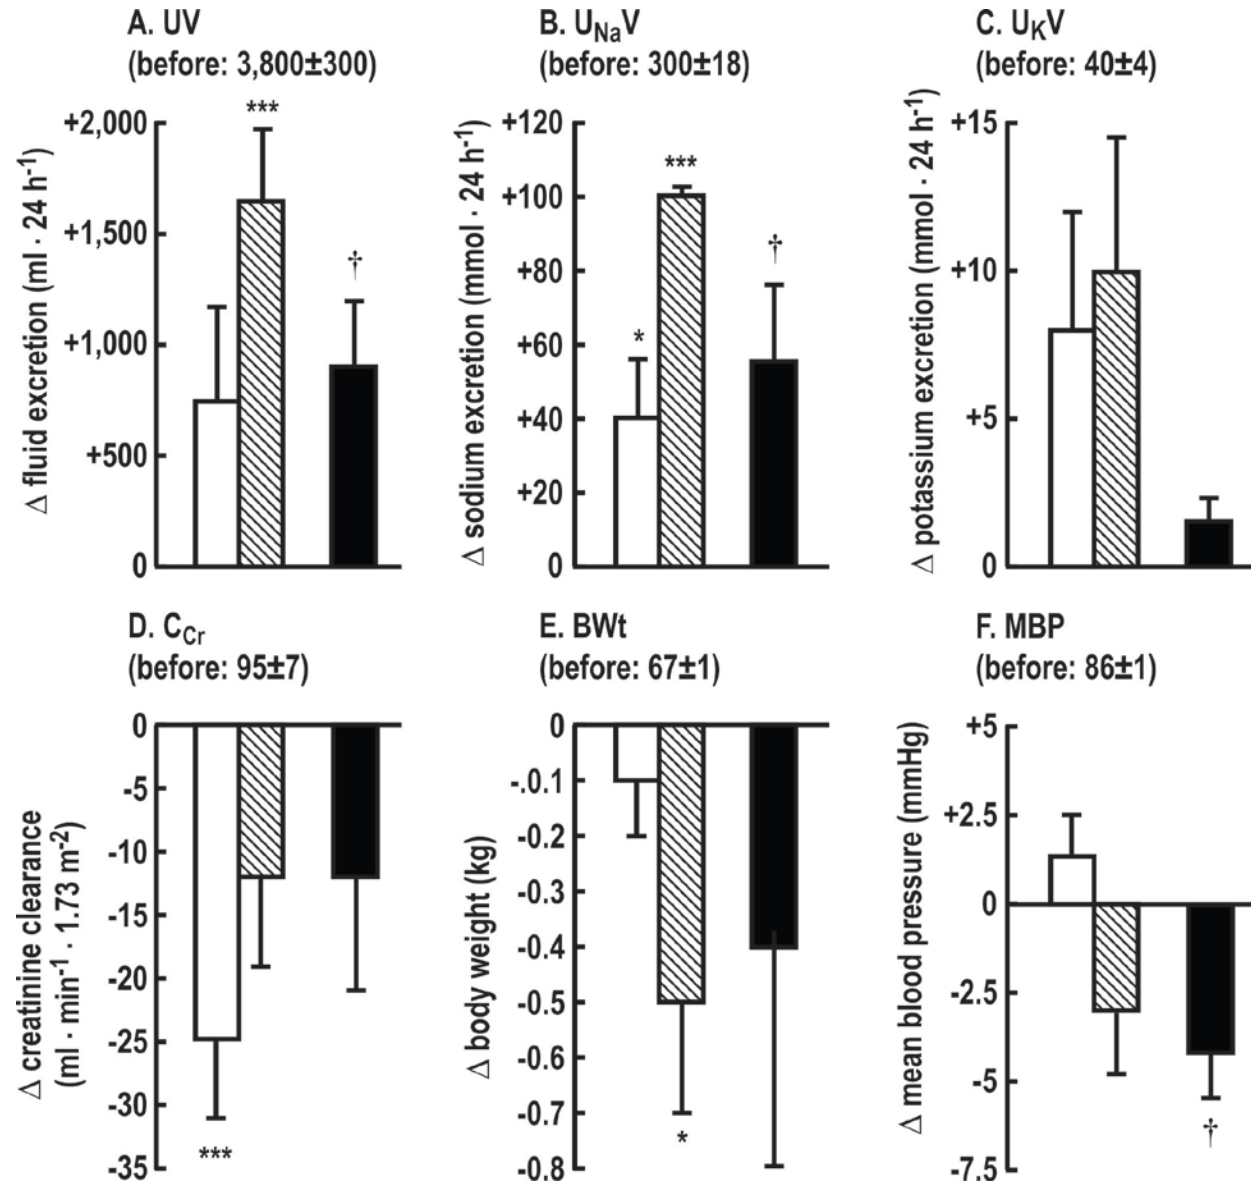 A. UV
(before: 3,800±300)
Δ fluid excretion (ml · 24 h⁻¹)
+2,000
+1,500
+1,000
+500
0
***
†
B. U_NaV
(before: 300±18)
Δ sodium excretion (mmol · 24 h⁻¹)
+120
+100
+80
+60
+40
+20
0
*
***
†
C. U_KV
(before: 40±4)
Δ potassium excretion (mmol · 24 h⁻¹)
+15
+10
+5
0
D. C_Cr
(before: 95±7)
Δ creatinine clearance
(ml · min⁻¹ · 1.73 m⁻²)
0
-5
-10
-15
-20
-25
-30
-35
***
E. BWt
(before: 67±1)
Δ body weight (kg)
0
-.0.1
-0.2
-0.3
-0.4
-0.5
-0.6
-0.7
-0.8
*
F. MBP
(before: 86±1)
Δ mean blood pressure (mmHg)
+5
+2.5
0
-2.5
-5
-7.5
†